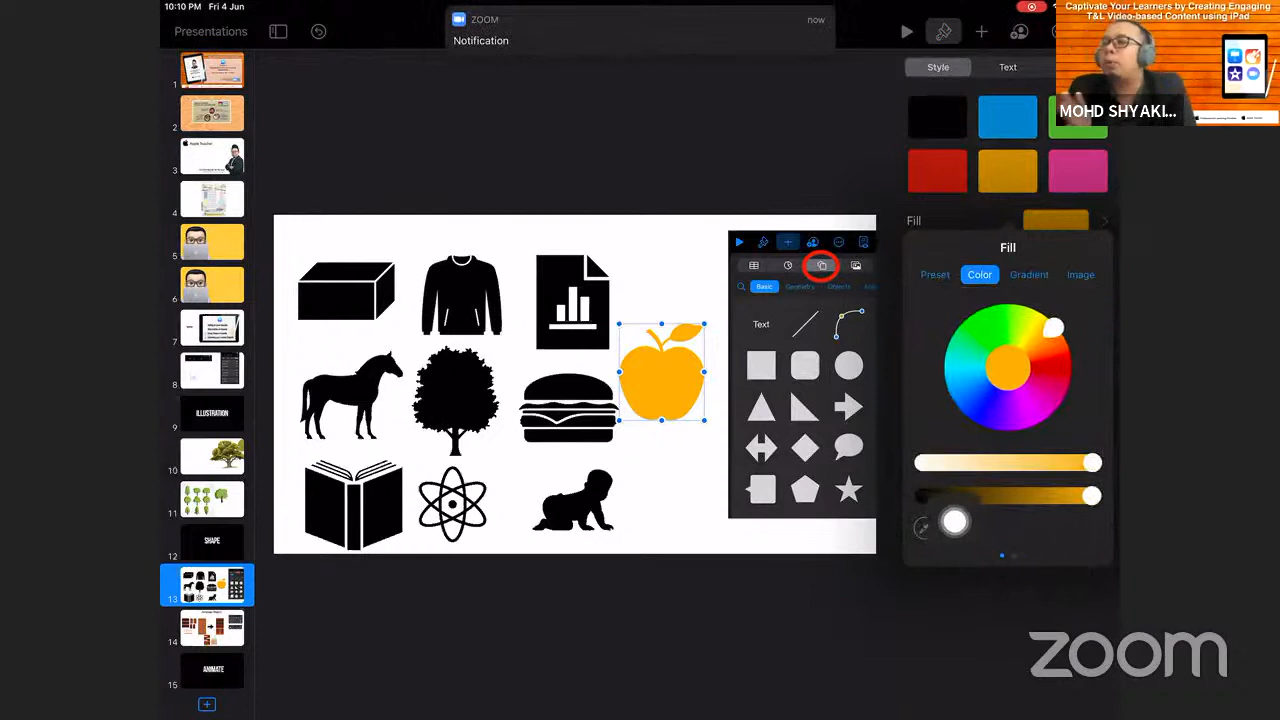 10:10 PM Fri 4 Jun
Presentations
ZOOM
now
Notification
Style
Text
Captivate Your Learners by Creating Engaging
T&L Video-based Content using iPad
MOHD SHYAKI...
Fill
Fill
Preset
Color
Gradient
Image
Basic
Geometry
Objects
Text
1
2
3
4
5
6
7
8
ILLUSTRATION
9
10
11
SHAPE
12
13
14
ANIMATE
15
zoom